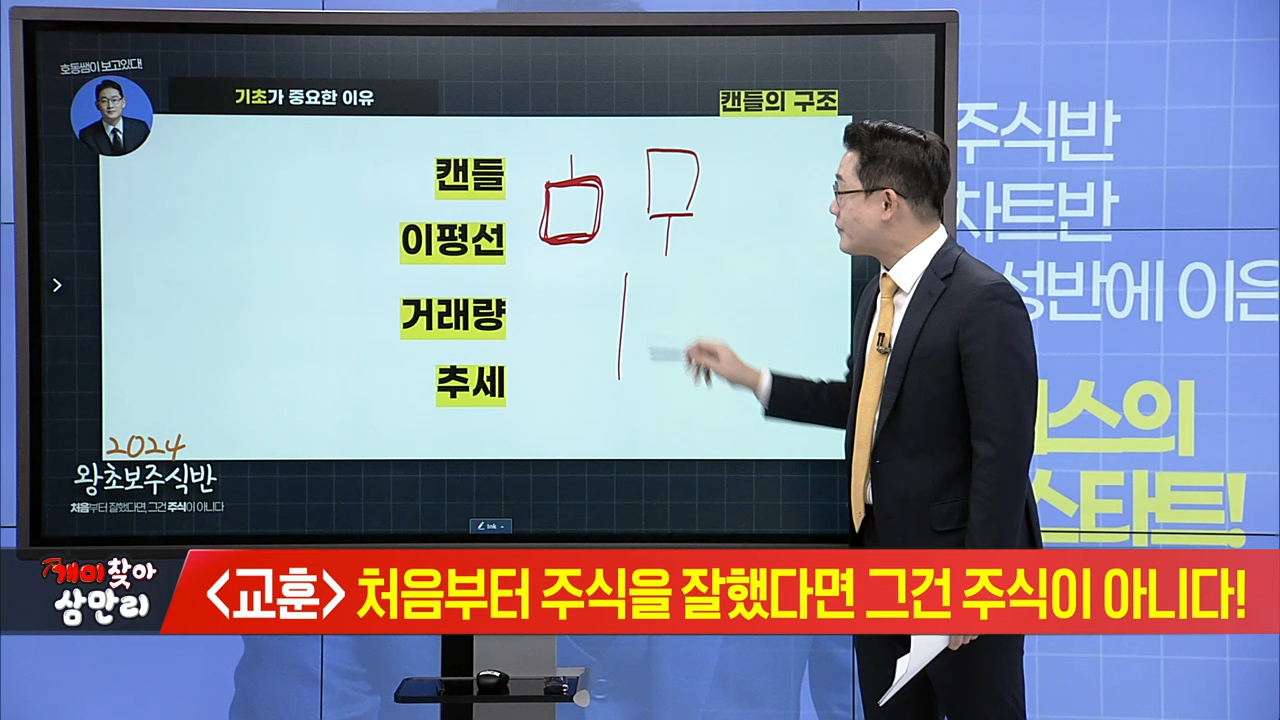 호동쌤이 보고있다!
기초가 중요한 이유
캔들의 구조
캔들
이평선
거래량
추세
2024
왕초보주식반
처음부터 잘했다면, 그건 주식이 아니다
Ink
주식반
차트반
성반에 이은
스의
스타트!
개미찾아
삼만리
<교훈> 처음부터 주식을 잘했다면 그건 주식이 아니다!